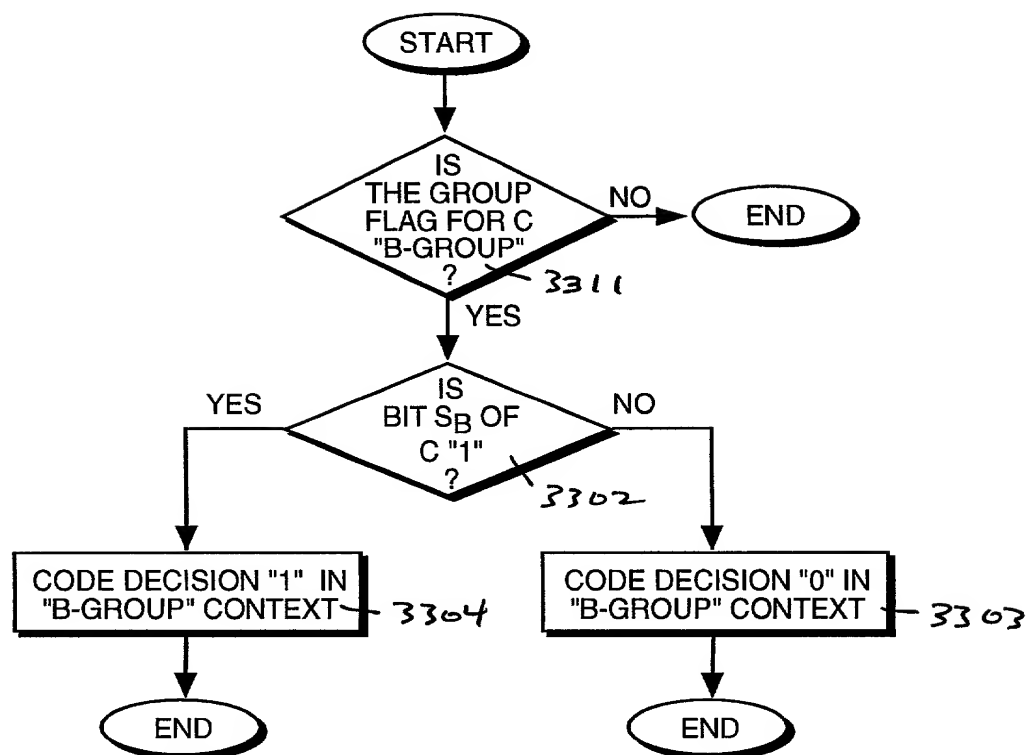 START
IS
THE GROUP
FLAG FOR C
"B-GROUP"
?
NO
END
3311
YES
IS
BIT SB OF
C "1"
?
YES
NO
3302
CODE DECISION "1" IN
"B-GROUP" CONTEXT
3304
CODE DECISION "0" IN
"B-GROUP" CONTEXT
3303
END
END